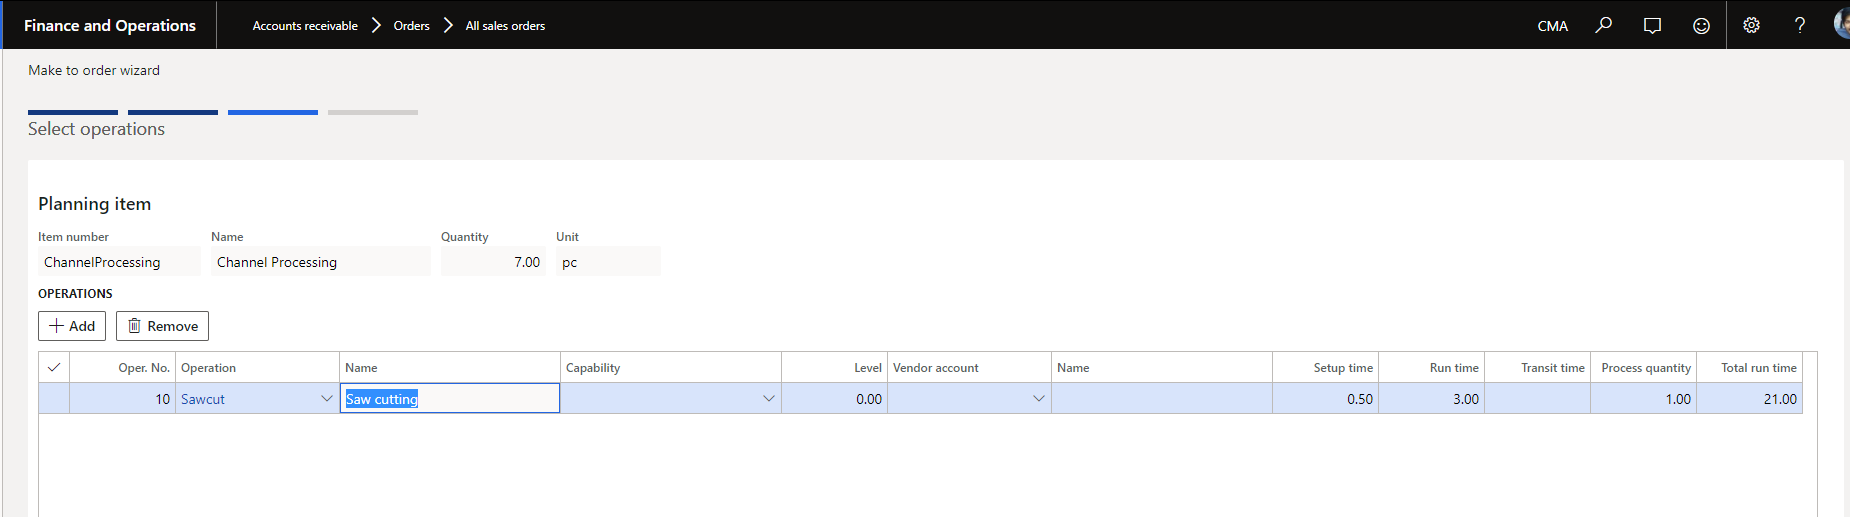 Finance and Operations Accounts receivable Orders All sales orders CMA ?
Make to order wizard
Select operations
Planning item
Item number Name Quantity Unit
ChannelProcessing Channel Processing 7.00 pc
OPERATIONS
Add Remove
Oper. No. Operation Name Capability Level Vendor account Name Setup time Run time Transit time Process quantity Total run time
10 Sawcut Saw cutting 0.00 0.50 3.00 1.00 21.00